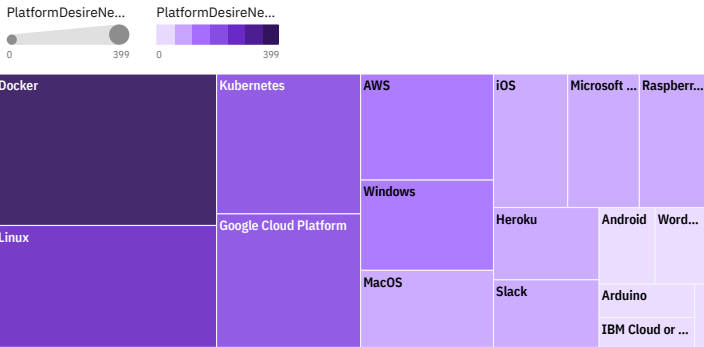 PlatformDesireNe...
0 399
PlatformDesireNe...
0 399
Docker
Linux
Kubernetes
Google Cloud Platform
AWS
Windows
MacOS
iOS
Microsoft ...
Raspberr...
Heroku
Slack
Android
Word...
Arduino
IBM Cloud or ...